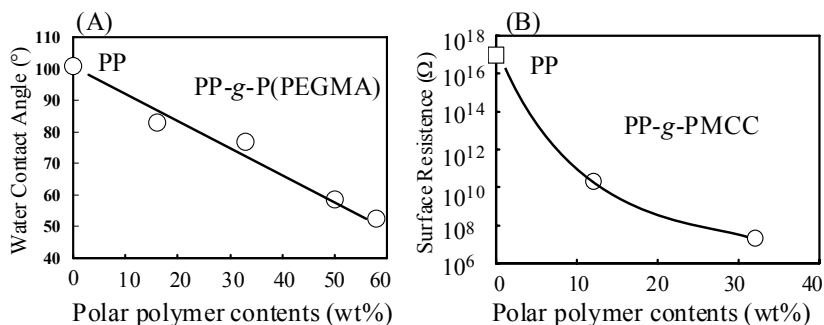 (A)
110
100
90
80
70
60
50
40
0 10 20 30 40 50 60
Water Contact Angle (°)
Polar polymer contents (wt%)
PP
PP-g-P(PEGMA)
(B)
10^18
10^16
10^14
10^12
10^10
10^8
10^6
0 10 20 30 40
Surface Resistence (Ω)
Polar polymer contents (wt%)
PP
PP-g-PMCC